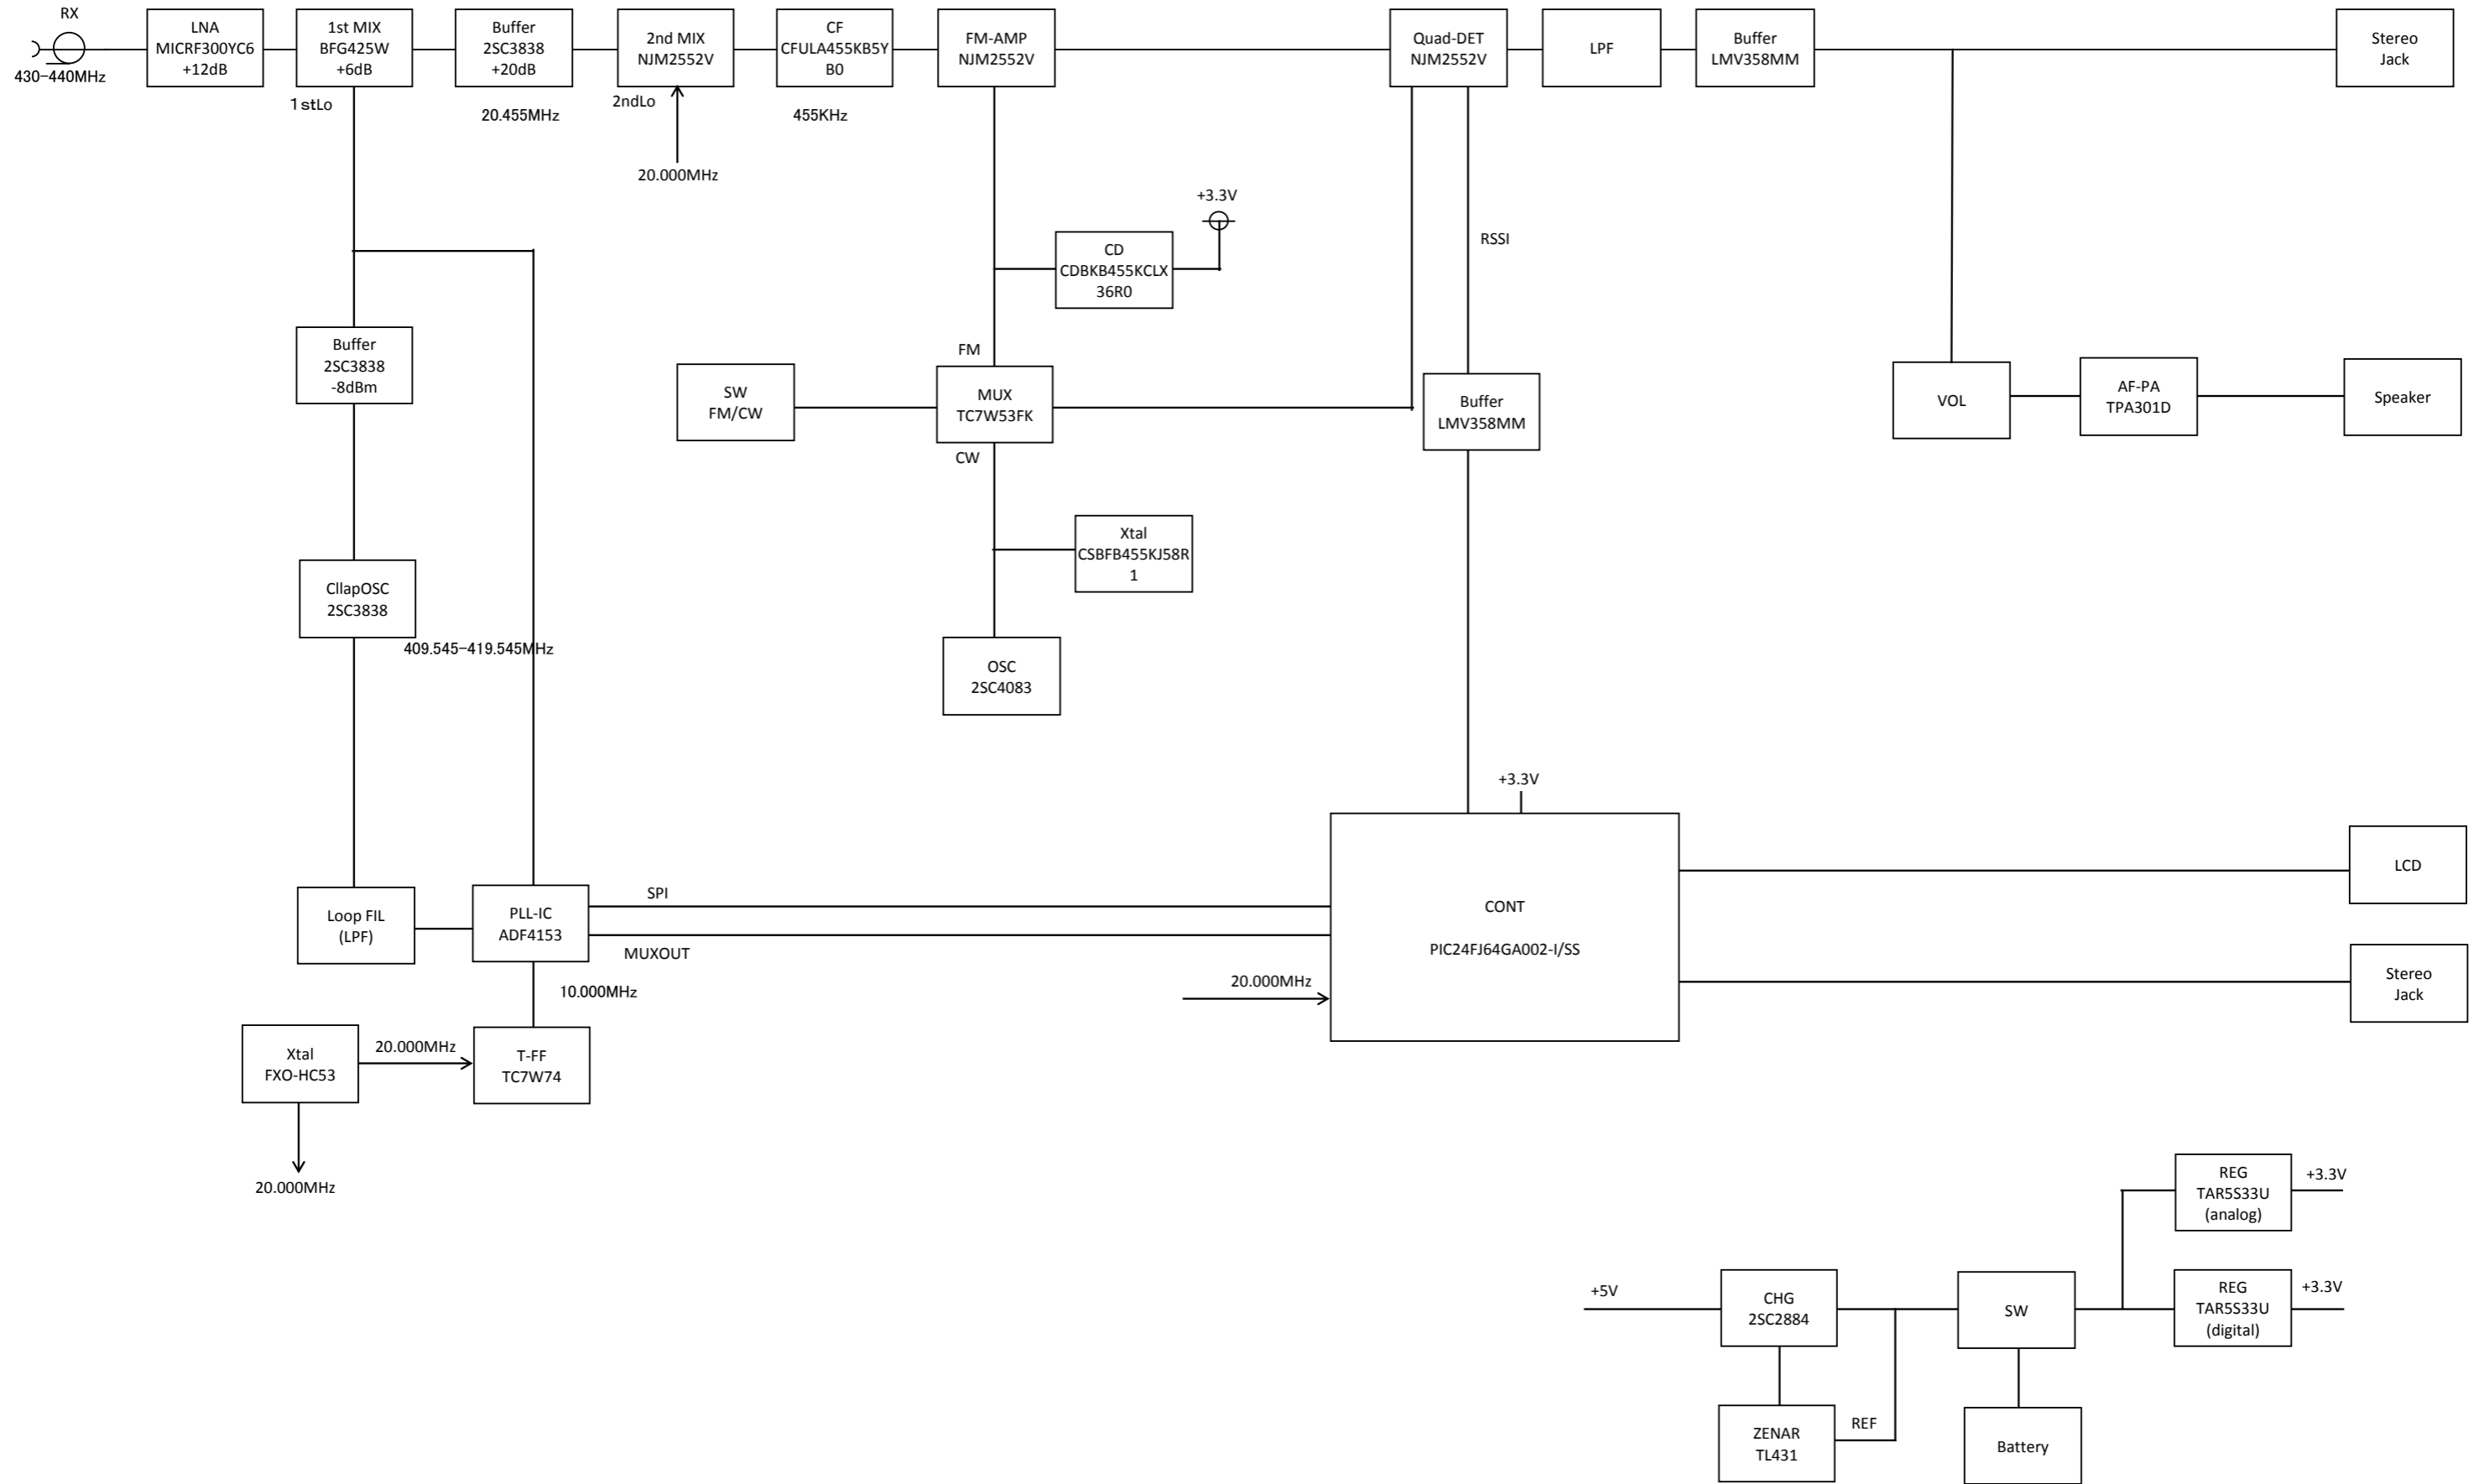 RX
430-440MHz
LNA
MICRF300YC6
+12dB
1st MIX
BFG425W
+6dB
1stLo
Buffer
2SC3838
+20dB
20.455MHz
2nd MIX
NJM2552V
2ndLo
20.000MHz
CF
CFULA455KB5Y
B0
455KHz
FM-AMP
NJM2552V
Quad-DET
NJM2552V
LPF
Buffer
LMV358MM
Stereo
Jack
+3.3V
CD
CDBKB455KCLX
36R0
RSSI
Buffer
2SC3838
-8dBm
SW
FM/CW
FM
MUX
TC7W53FK
CW
Buffer
LMV358MM
VOL
AF-PA
TPA301D
Speaker
Xtal
CSBFB455KJ58R
1
CllapOSC
2SC3838
409.545-419.545MHz
OSC
2SC4083
+3.3V
Loop FIL
(LPF)
PLL-IC
ADF4153
SPI
MUXOUT
10.000MHz
CONT
PIC24FJ64GA002-I/SS
20.000MHz
LCD
Stereo
Jack
Xtal
FXO-HC53
20.000MHz
T-FF
TC7W74
20.000MHz
REG
TAR5S33U
(analog)
+3.3V
+5V
CHG
2SC2884
SW
REG
TAR5S33U
(digital)
+3.3V
ZENAR
TL431
REF
Battery